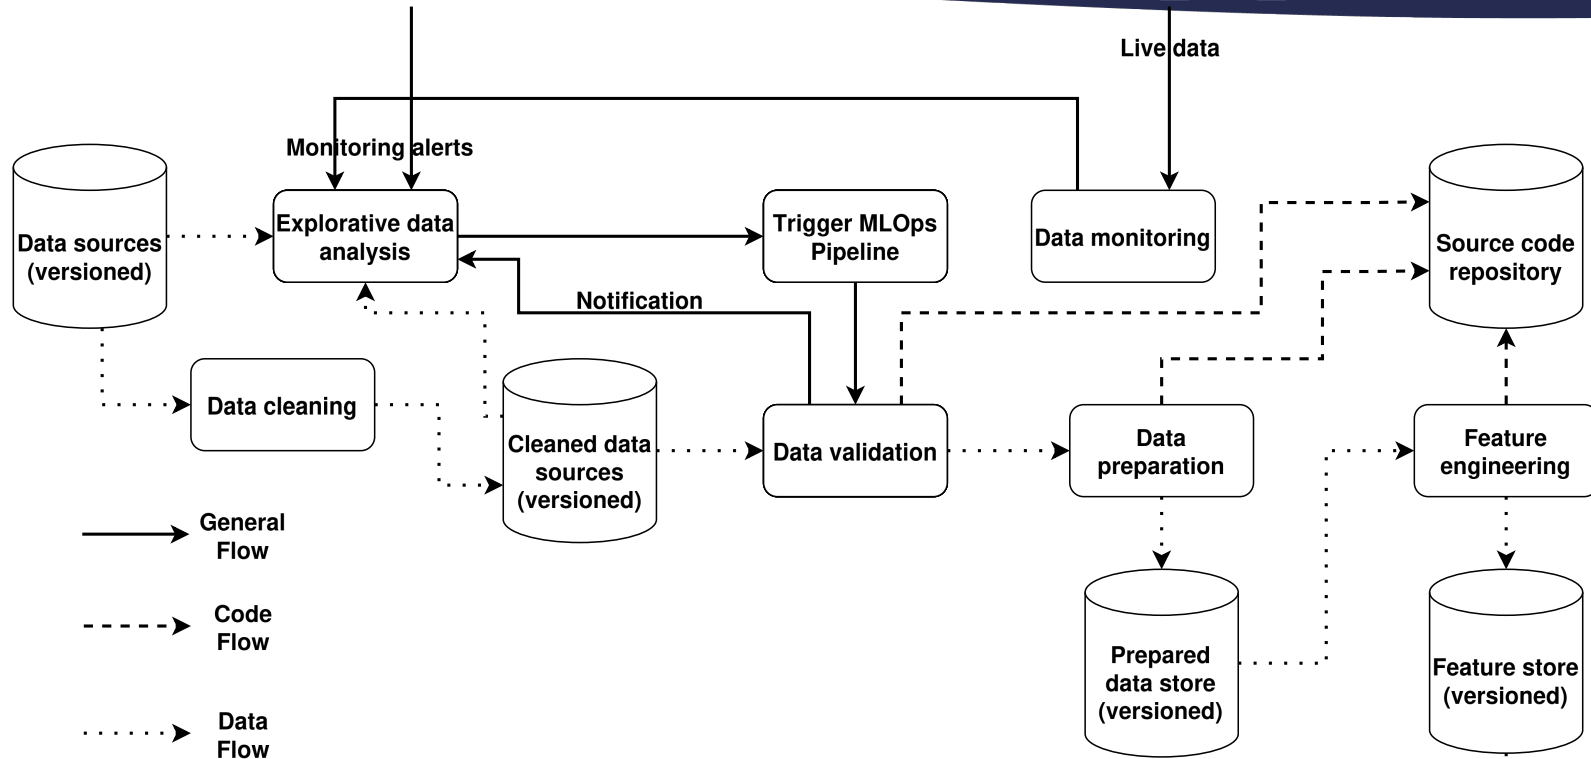 Live data
Monitoring alerts
Data sources
(versioned)
Explorative data
analysis
Trigger MLOps
Pipeline
Data monitoring
Source code
repository
Notification
Data cleaning
Cleaned data
sources
(versioned)
Data validation
Data
preparation
Feature
engineering
General
Flow
Code
Flow
Data
Flow
Prepared
data store
(versioned)
Feature store
(versioned)